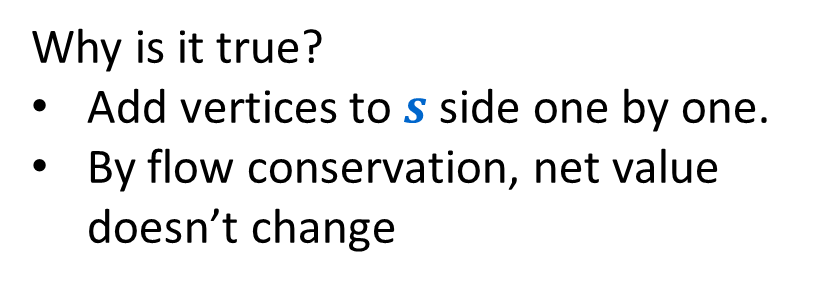 Why is it true?
• Add vertices to s side one by one.
• By flow conservation, net value
doesn’t change